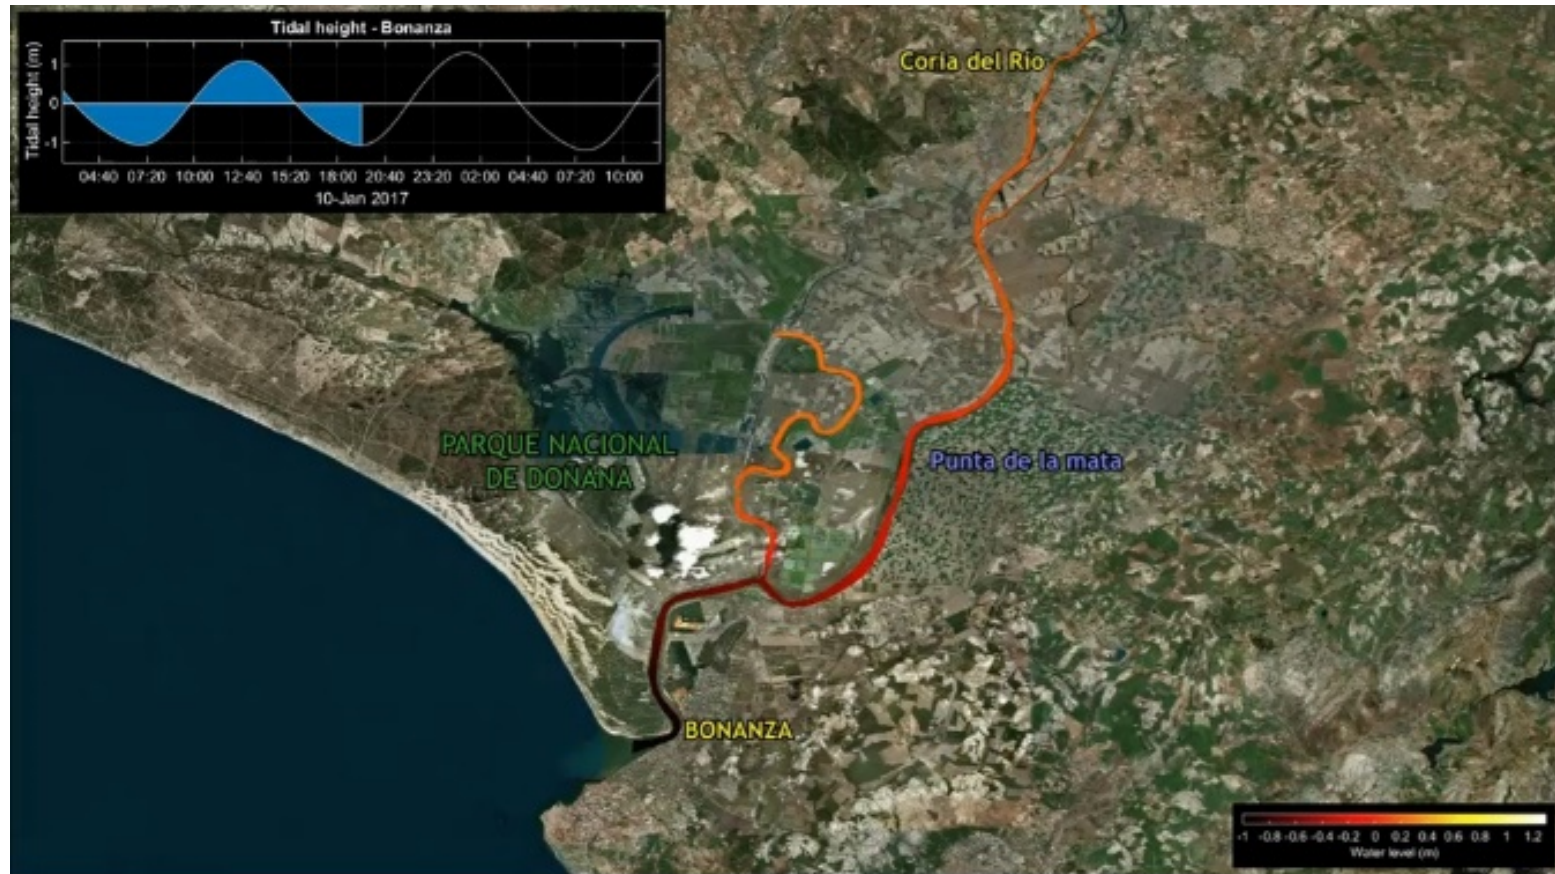 Tidal height - Bonanza
Tidal height (m)
1
0
-1
04:40 07:20 10:00 12:40 15:20 18:00 20:40 23:20 02:00 04:40 07:20 10:00
10-Jan 2017
Coria del Río
PARQUE NACIONAL
DE DOÑANA
Punta de la mata
BONANZA
-1 -0.8 -0.6 -0.4 -0.2 0 0.2 0.4 0.6 0.8 1 1.2
Water level (m)